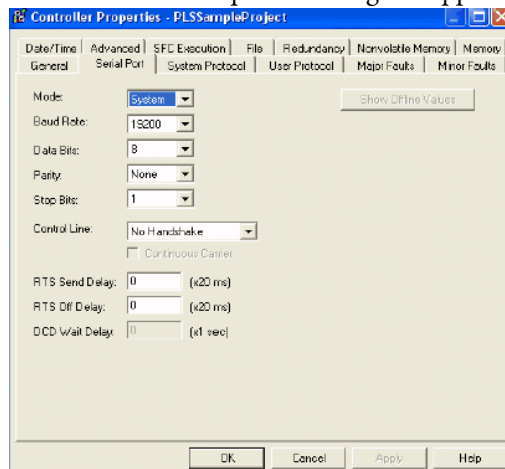 Controller Properties - PLSSampleProject
Date/Time Advanced SFC Execution File Redundancy Nonvolatile Memory Memory
General Serial Port System Protocol User Protocol Major Faults Minor Faults
Mode: System Show Offline Values
Baud Rate: 19200
Data Bits: 8
Parity: None
Stop Bits: 1
Control Line: No Handshake
Continuous Carrier
RTS Send Delay: 0 (x20 ms)
RTS Off Delay: 0 (x20 ms)
DCD Wait Delay: 0 (x1 sec)
OK Cancel Apply Help